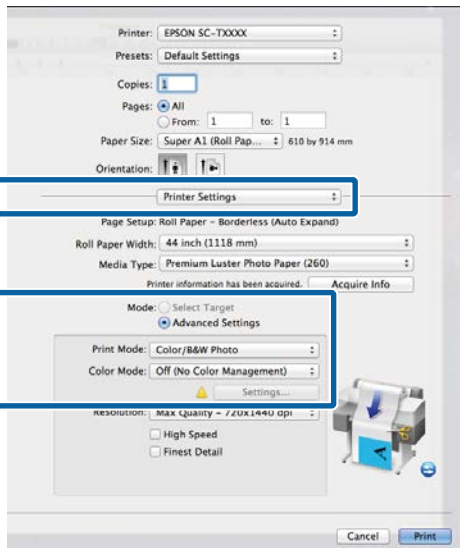 Printer: EPSON SC-TXXXX
Presets: Default Settings
Copies: 1
Pages: All
From: 1 to: 1
Paper Size: Super A1 (Roll Pap... 610 by 914 mm
Orientation:
Printer Settings
Page Setup: Roll Paper - Borderless (Auto Expand)
Roll Paper Width: 44 inch (1118 mm)
Media Type: Premium Luster Photo Paper (260)
Printer information has been acquired. Acquire Info
Mode: Select Target
Advanced Settings
Print Mode: Color/B&W Photo
Color Mode: Off (No Color Management)
Settings...
Resolution: Max Quality - 720x1440 dpi
High Speed
Finest Detail
Cancel Print